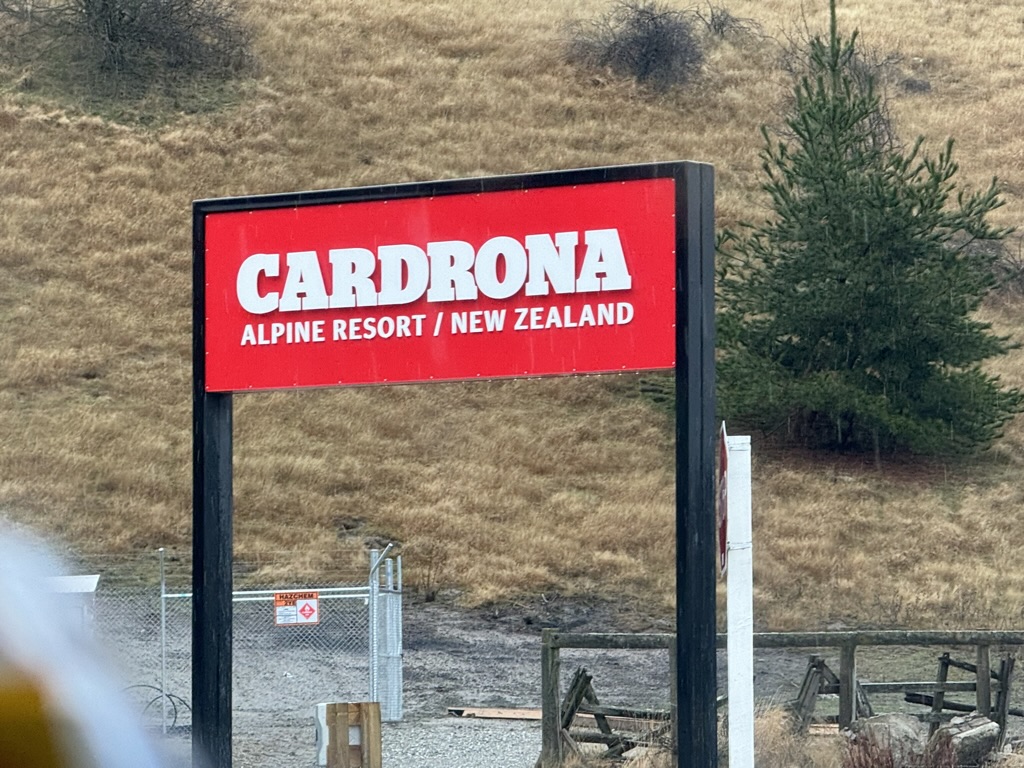 CARDRONA
ALPINE RESORT / NEW ZEALAND
HAZCHEM